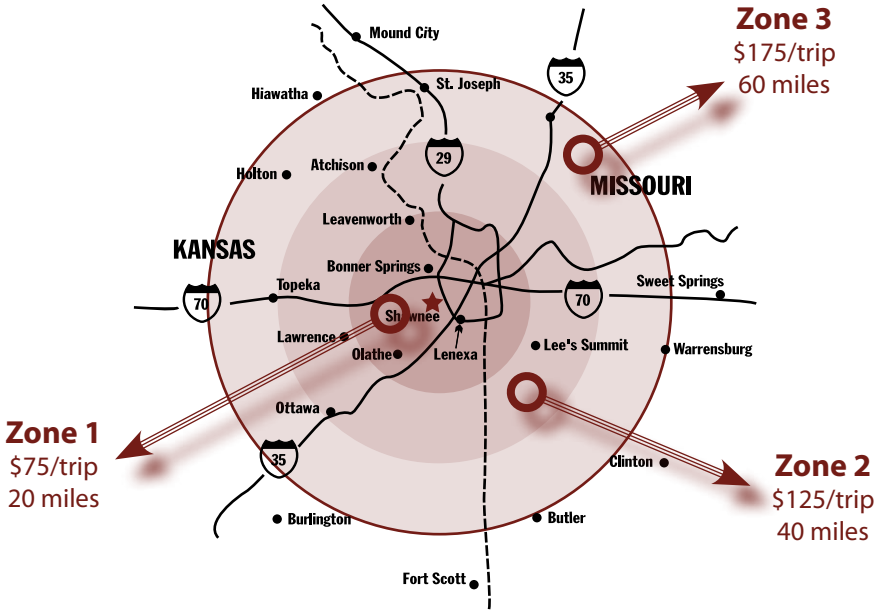 Zone 3
$175/trip
60 miles
Mound City
35
St. Joseph
Hiawatha
29
Atchison
Holton
MISSOURI
Leavenworth
KANSAS
Bonner Springs
Topeka
Sweet Springs
70
70
Shawnee
Lawrence
Lee's Summit
Warrensburg
Olathe
Lenexa
Ottawa
Zone 1
$75/trip
20 miles
35
Clinton
Zone 2
$125/trip
40 miles
Burlington
Butler
Fort Scott